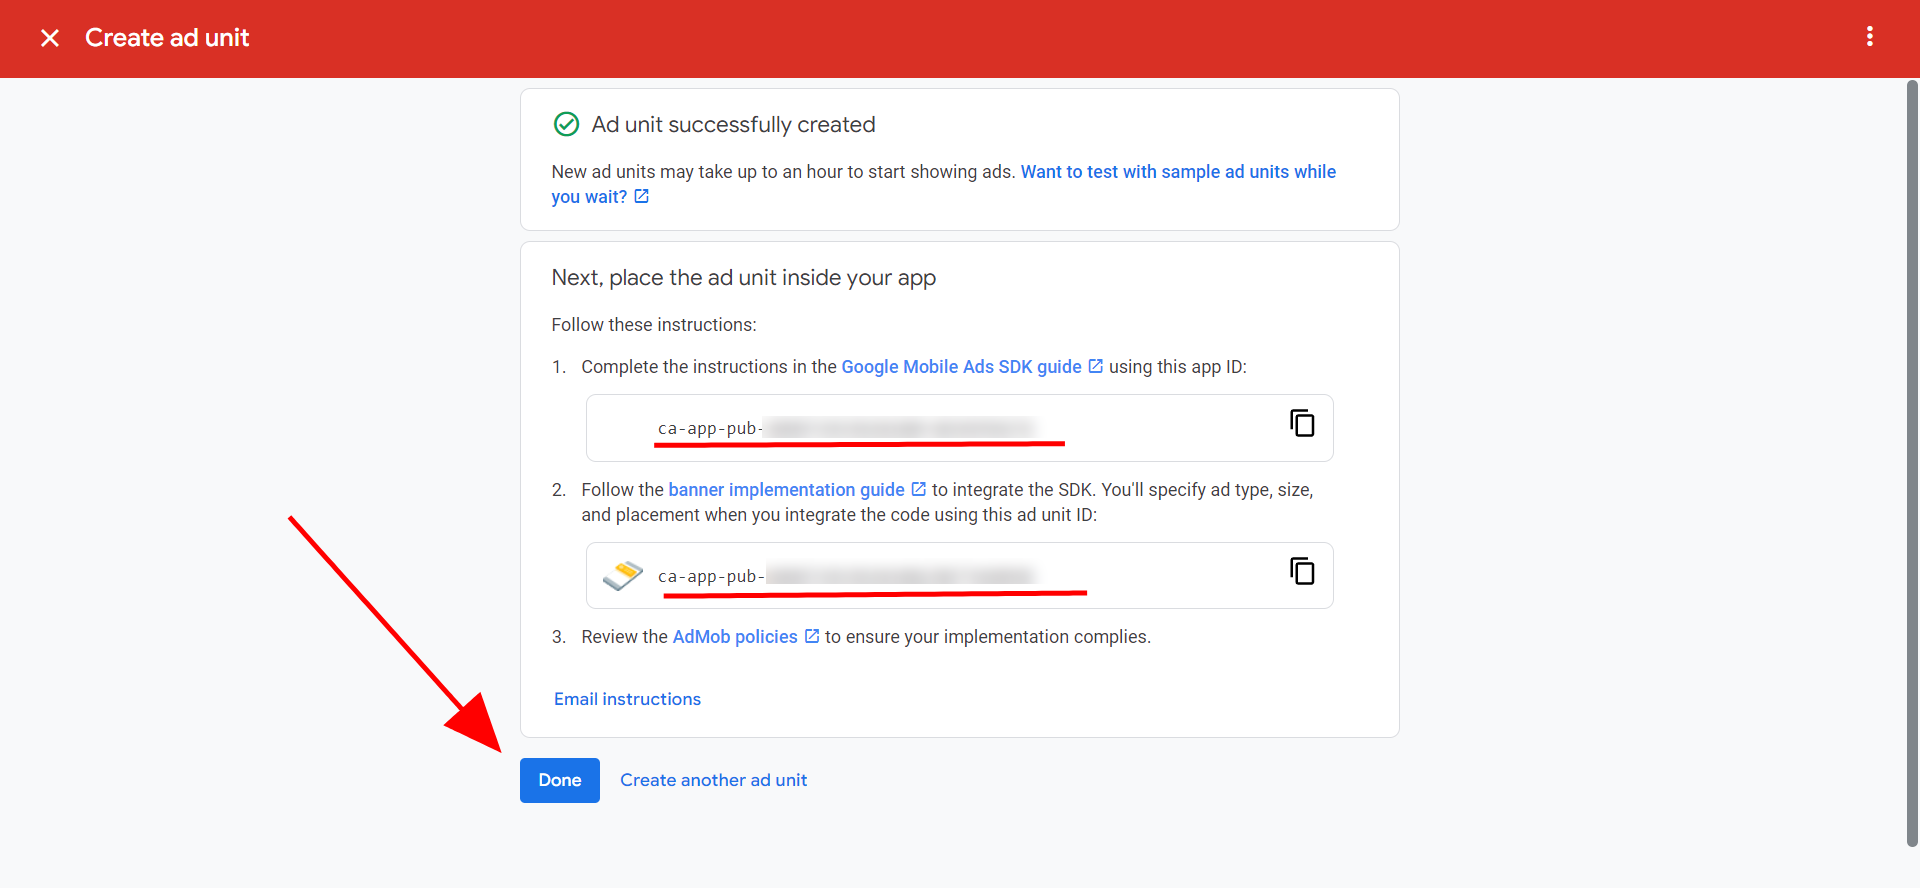 Create ad unit
Ad unit successfully created
New ad units may take up to an hour to start showing ads. Want to test with sample ad units while
you wait?
Next, place the ad unit inside your app
Follow these instructions:
1. Complete the instructions in the Google Mobile Ads SDK guide using this app ID:
ca-app-pub-
2. Follow the banner implementation guide to integrate the SDK. You'll specify ad type, size,
and placement when you integrate the code using this ad unit ID:
ca-app-pub-
3. Review the AdMob policies to ensure your implementation complies.
Email instructions
Done
Create another ad unit